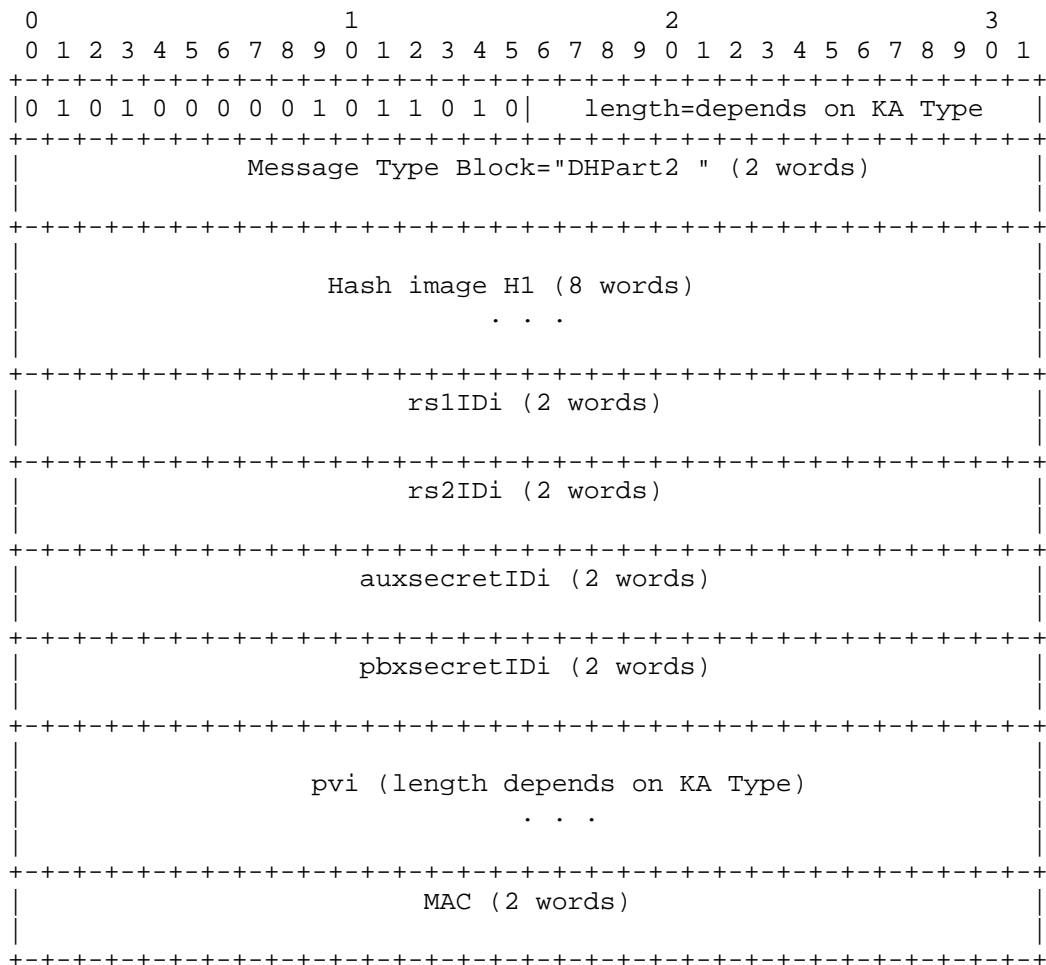 0                   1                   2                   3
 0 1 2 3 4 5 6 7 8 9 0 1 2 3 4 5 6 7 8 9 0 1 2 3 4 5 6 7 8 9 0 1
+-+-+-+-+-+-+-+-+-+-+-+-+-+-+-+-+-+-+-+-+-+-+-+-+-+-+-+-+-+-+-+-+
|0 1 0 1 0 0 0 0 0 1 0 1 1 0 1 0|   length=depends on KA Type   |
+-+-+-+-+-+-+-+-+-+-+-+-+-+-+-+-+-+-+-+-+-+-+-+-+-+-+-+-+-+-+-+-+
|              Message Type Block="DHPart2 " (2 words)          |
|                                                               |
+-+-+-+-+-+-+-+-+-+-+-+-+-+-+-+-+-+-+-+-+-+-+-+-+-+-+-+-+-+-+-+-+
|                                                               |
|                   Hash image H1 (8 words)                     |
|                             . . .                             |
|                                                               |
+-+-+-+-+-+-+-+-+-+-+-+-+-+-+-+-+-+-+-+-+-+-+-+-+-+-+-+-+-+-+-+-+
|                        rs1IDi (2 words)                       |
|                                                               |
+-+-+-+-+-+-+-+-+-+-+-+-+-+-+-+-+-+-+-+-+-+-+-+-+-+-+-+-+-+-+-+-+
|                        rs2IDi (2 words)                       |
|                                                               |
+-+-+-+-+-+-+-+-+-+-+-+-+-+-+-+-+-+-+-+-+-+-+-+-+-+-+-+-+-+-+-+-+
|                     auxsecretIDi (2 words)                    |
|                                                               |
+-+-+-+-+-+-+-+-+-+-+-+-+-+-+-+-+-+-+-+-+-+-+-+-+-+-+-+-+-+-+-+-+
|                     pbxsecretIDi (2 words)                    |
|                                                               |
+-+-+-+-+-+-+-+-+-+-+-+-+-+-+-+-+-+-+-+-+-+-+-+-+-+-+-+-+-+-+-+-+
|                                                               |
|                  pvi (length depends on KA Type)              |
|                               . . .                           |
|                                                               |
+-+-+-+-+-+-+-+-+-+-+-+-+-+-+-+-+-+-+-+-+-+-+-+-+-+-+-+-+-+-+-+-+
|                         MAC (2 words)                         |
|                                                               |
+-+-+-+-+-+-+-+-+-+-+-+-+-+-+-+-+-+-+-+-+-+-+-+-+-+-+-+-+-+-+-+-+